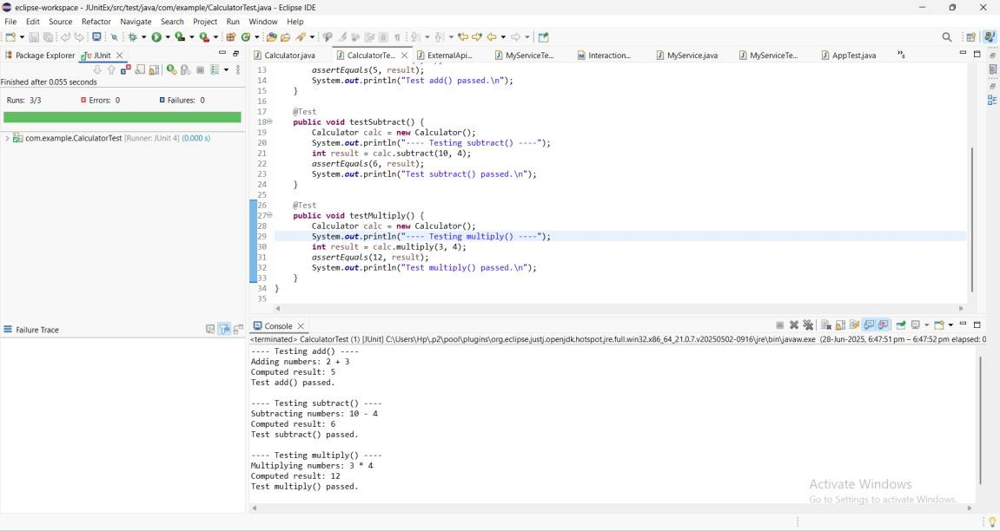 eclipse-workspace - JUnitEx/src/test/java/com/example/CalculatorTest.java - Eclipse IDE
File Edit Source Refactor Navigate Search Project Run Window Help
Package Explorer JUnit
Calculator.java CalculatorTe... ExternalApi... MyServiceTe... Interaction... MyService.java MyServiceTe... AppTest.java
Finished after 0.055 seconds
Runs: 3/3 Errors: 0 Failures: 0
com.example.CalculatorTest [Runner: JUnit 4] (0.000 s)
13 assertEquals(5, result);
14 System.out.println("Test add() passed.\n");
15 }
16
17 @Test
18 public void testSubtract() {
19 Calculator calc = new Calculator();
20 System.out.println("---- Testing subtract() ----");
21 int result = calc.subtract(10, 4);
22 assertEquals(6, result);
23 System.out.println("Test subtract() passed.\n");
24 }
25
26 @Test
27 public void testMultiply() {
28 Calculator calc = new Calculator();
29 System.out.println("---- Testing multiply() ----");
30 int result = calc.multiply(3, 4);
31 assertEquals(12, result);
32 System.out.println("Test multiply() passed.\n");
33 }
34 }
35
Failure Trace
Console
<terminated> CalculatorTest (1) [JUnit] C:\Users\Hp\.p2\pool\plugins\org.eclipse.justj.openjdk.hotspot.jre.full.win32.x86_64_21.0.7.v20250502-0916\jre\bin\javaw.exe (28-Jun-2025, 6:47:51 pm – 6:47:52 pm elapsed: 0
---- Testing add() ----
Adding numbers: 2 + 3
Computed result: 5
Test add() passed.
---- Testing subtract() ----
Subtracting numbers: 10 - 4
Computed result: 6
Test subtract() passed.
---- Testing multiply() ----
Multiplying numbers: 3 * 4
Computed result: 12
Test multiply() passed.
Activate Windows
Go to Settings to activate Windows.